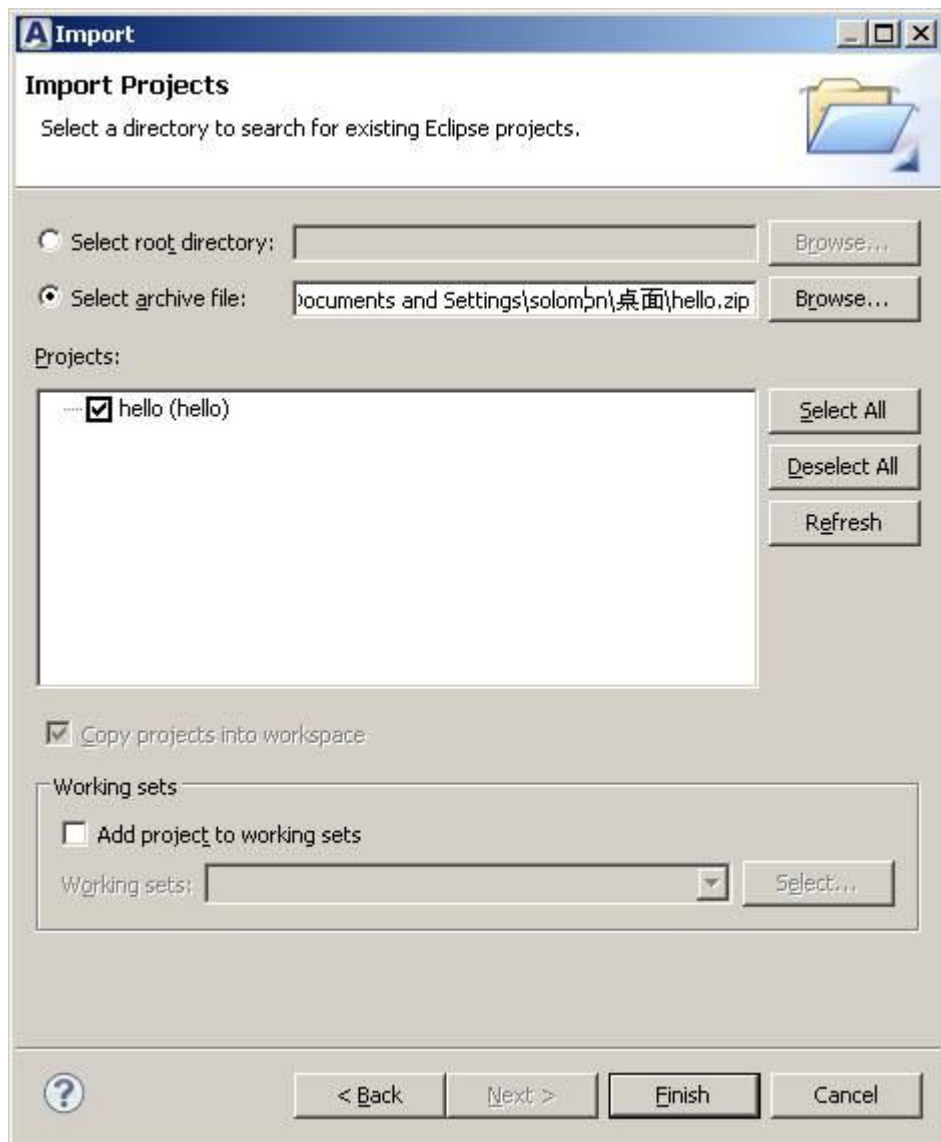 Import
Import Projects
Select a directory to search for existing Eclipse projects.
Select root directory: Browse...
Select archive file: Documents and Settings\solomon\桌面\hello.zip Browse...
Projects:
hello (hello)
Select All
Deselect All
Refresh
Copy projects into workspace
Working sets
Add project to working sets
Working sets: Select...
< Back Next > Finish Cancel